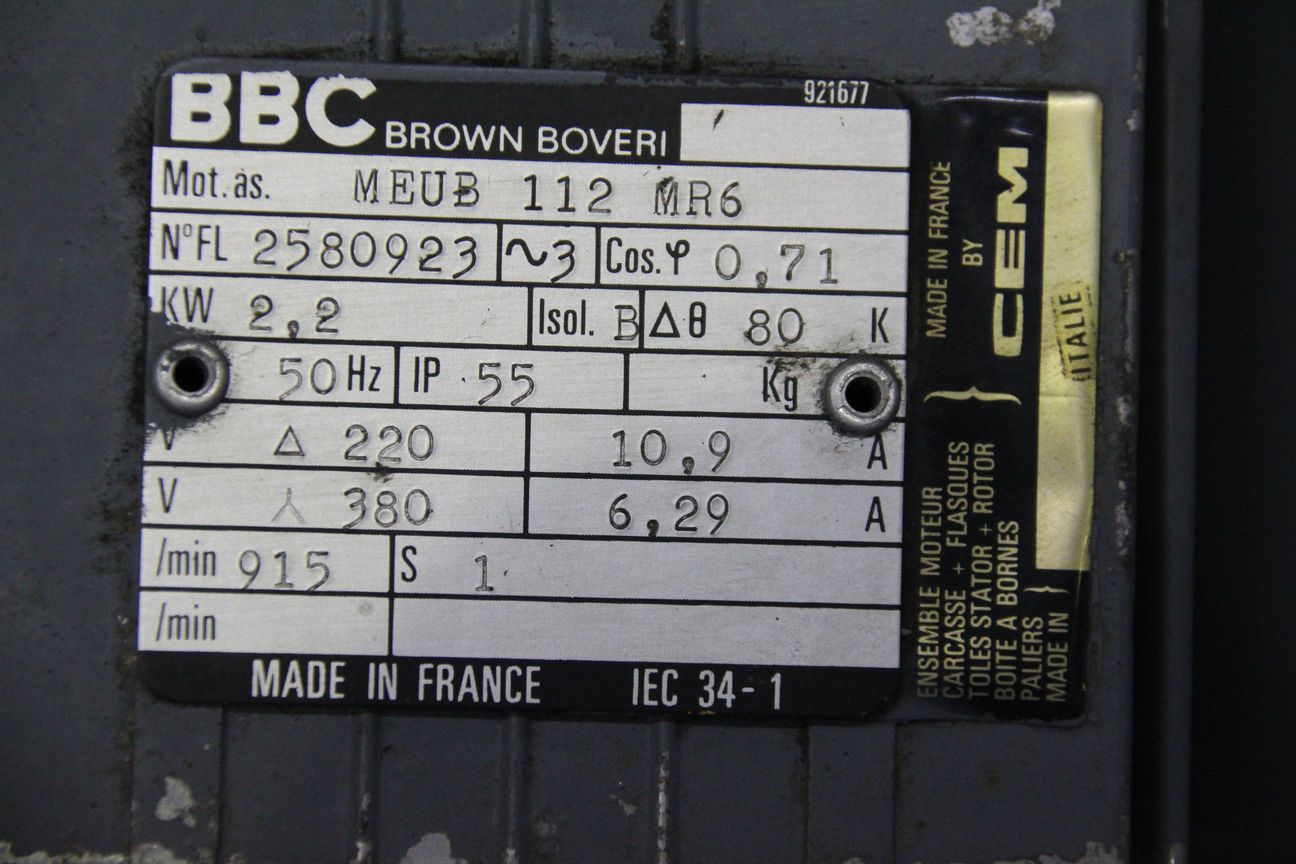 BBC BROWN BOVERI
921677
Mot. as. MEUB 112 MR6
N° FL 2580923 ~3 Cos. φ 0,71
KW 2,2 Isol. B Δ θ 80 K
50 Hz IP 55 Kg
V Δ 220 10,9 A
V ⅄ 380 6,29 A
/min 915 S 1
/min
MADE IN FRANCE IEC 34-1
ENSEMBLE MOTEUR
CARCASSE + FLASQUES
TOLES STATOR + ROTOR
BOITE A BORNES
} MADE IN FRANCE
BY
CEM
PALIERS
MADE IN } ITALIE